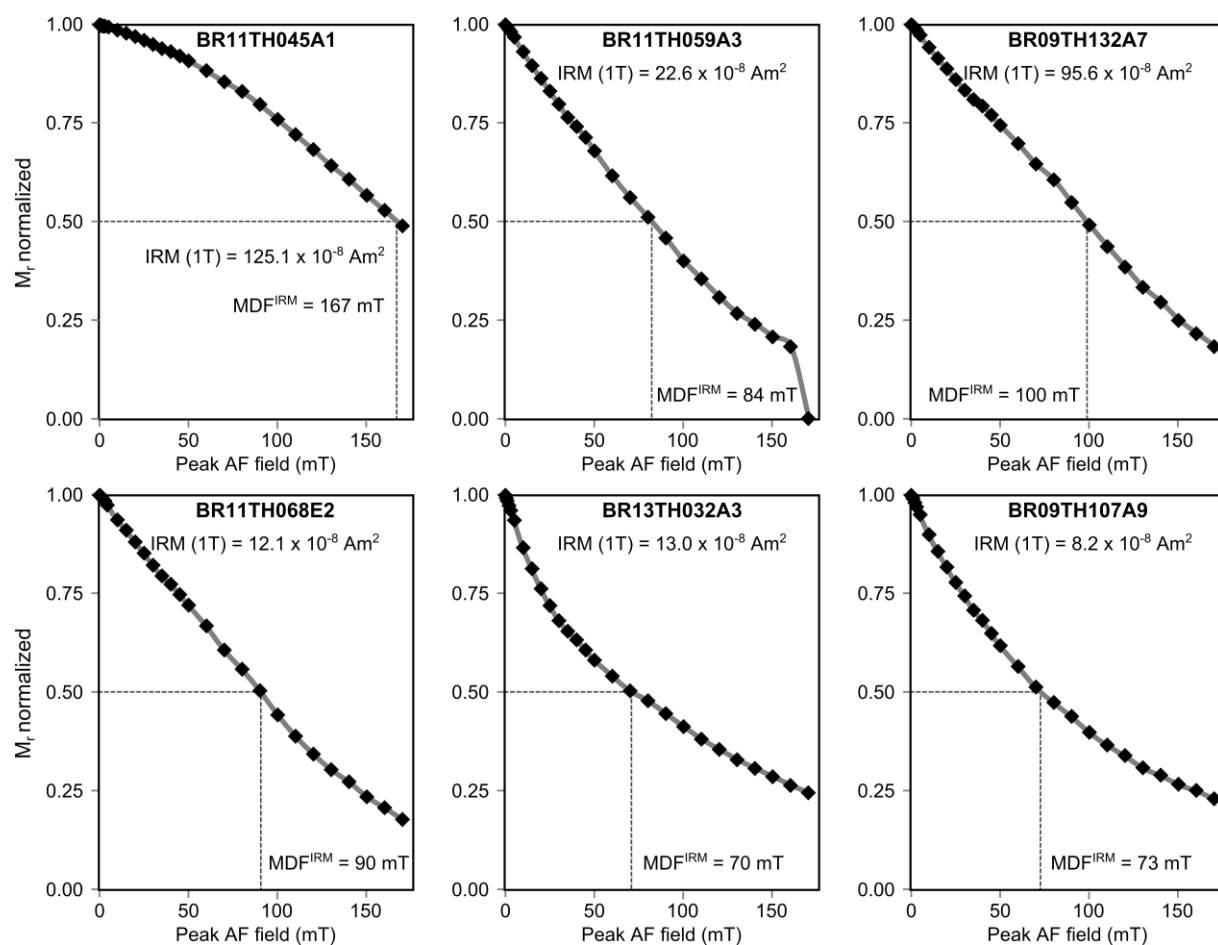 BR11TH045A1
IRM (1T) = 125.1 x 10⁻⁸ Am²
MDFᴵᴿᴹ = 167 mT
1.00
0.75
0.50
0.25
0.00
Mᵣ normalized
0 50 100 150
Peak AF field (mT)
BR11TH059A3
IRM (1T) = 22.6 x 10⁻⁸ Am²
MDFᴵᴿᴹ = 84 mT
1.00
0.75
0.50
0.25
0.00
0 50 100 150
Peak AF field (mT)
BR09TH132A7
IRM (1T) = 95.6 x 10⁻⁸ Am²
MDFᴵᴿᴹ = 100 mT
1.00
0.75
0.50
0.25
0.00
0 50 100 150
Peak AF field (mT)
BR11TH068E2
IRM (1T) = 12.1 x 10⁻⁸ Am²
MDFᴵᴿᴹ = 90 mT
1.00
0.75
0.50
0.25
0.00
Mᵣ normalized
0 50 100 150
Peak AF field (mT)
BR13TH032A3
IRM (1T) = 13.0 x 10⁻⁸ Am²
MDFᴵᴿᴹ = 70 mT
1.00
0.75
0.50
0.25
0.00
0 50 100 150
Peak AF field (mT)
BR09TH107A9
IRM (1T) = 8.2 x 10⁻⁸ Am²
MDFᴵᴿᴹ = 73 mT
1.00
0.75
0.50
0.25
0.00
0 50 100 150
Peak AF field (mT)